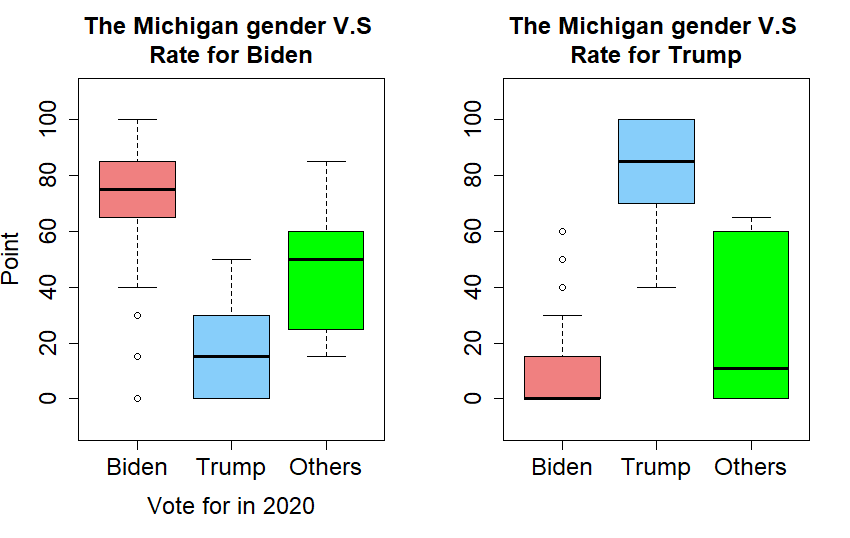 The Michigan gender V.S
Rate for Biden
Point
100
80
60
40
20
0
Biden Trump Others
Vote for in 2020
The Michigan gender V.S
Rate for Trump
100
80
60
40
20
0
Biden Trump Others